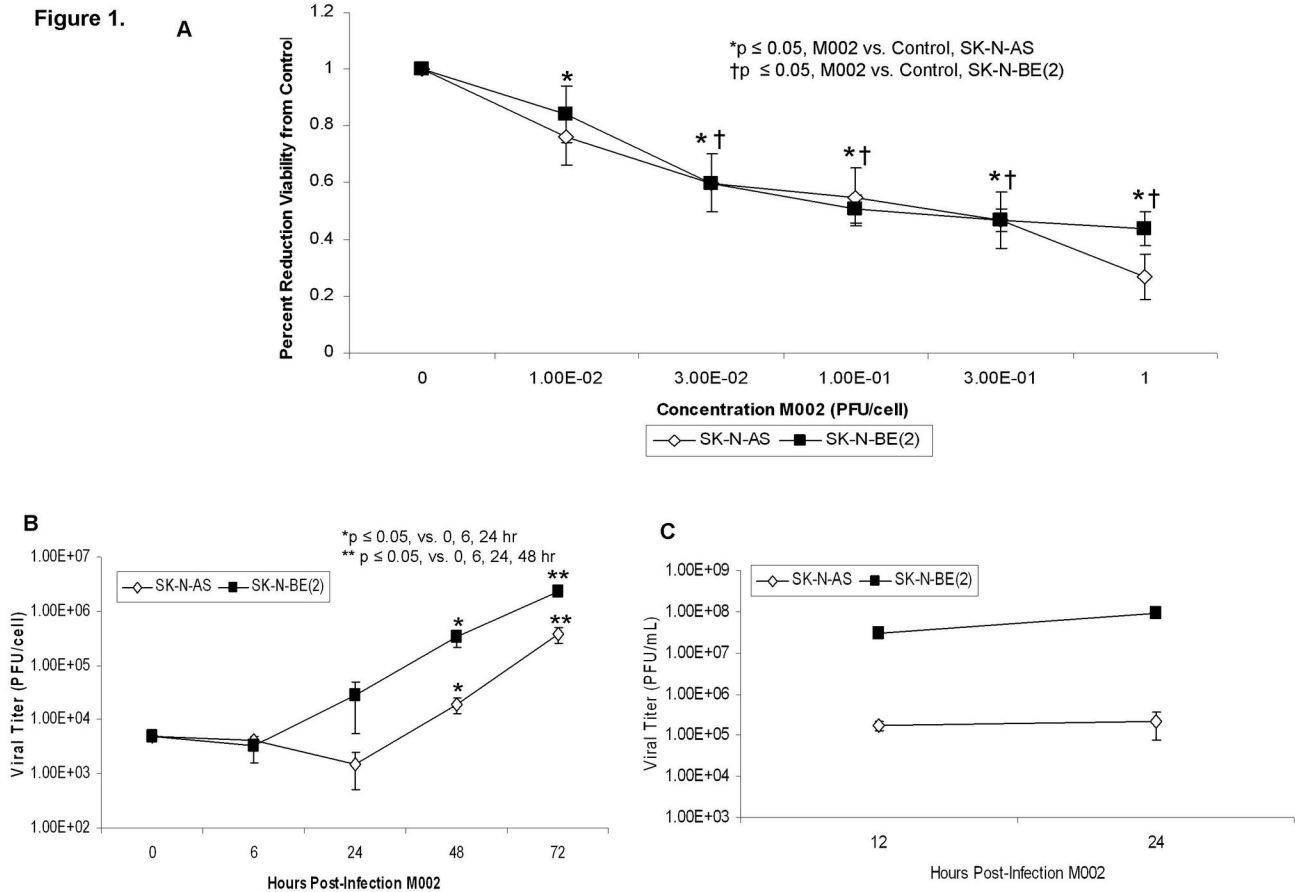 Figure 1.
A
*p ≤ 0.05, M002 vs. Control, SK-N-AS
†p ≤ 0.05, M002 vs. Control, SK-N-BE(2)
Percent Reduction Viability from Control
1.2
1
0.8
0.6
0.4
0.2
0
*
*†
*†
*†
*†
0 1.00E-02 3.00E-02 1.00E-01 3.00E-01 1
Concentration M002 (PFU/cell)
SK-N-AS SK-N-BE(2)
B
*p ≤ 0.05, vs. 0, 6, 24 hr
** p ≤ 0.05, vs. 0, 6, 24, 48 hr
SK-N-AS SK-N-BE(2)
Viral Titer (PFU/cell)
1.00E+07
1.00E+06
1.00E+05
1.00E+04
1.00E+03
1.00E+02
**
*
**
*
0 6 24 48 72
Hours Post-Infection M002
C
SK-N-AS SK-N-BE(2)
Viral Titer (PFU/mL)
1.00E+09
1.00E+08
1.00E+07
1.00E+06
1.00E+05
1.00E+04
1.00E+03
12 24
Hours Post-Infection M002